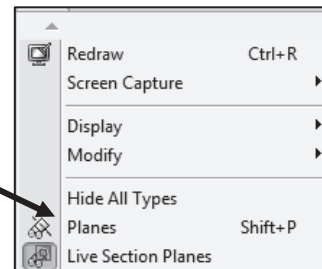 Redraw Ctrl+R
Screen Capture
Display
Modify
Hide All Types
Planes Shift+P
Live Section Planes